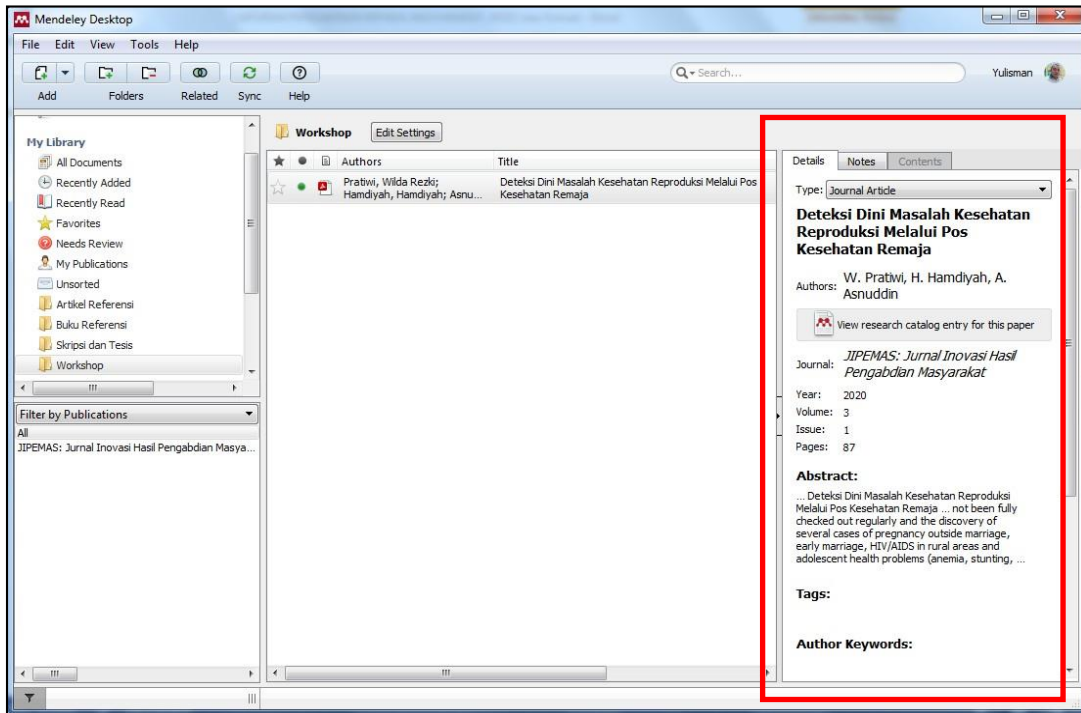 Mendeley Desktop
File Edit View Tools Help
Search...
Yulisman
Add Folders Related Sync Help
My Library
All Documents
Recently Added
Recently Read
Favorites
Needs Review
My Publications
Unsorted
Artikel Referensi
Buku Referensi
Skripsi dan Tesis
Workshop
Filter by Publications
All
JIPEMAS: Jurnal Inovasi Hasil Pengabdian Masya...
Workshop Edit Settings
Authors Title
Pratiwi, Wilda Rezki; Deteksi Dini Masalah Kesehatan Reproduksi Melalui Pos
Hamdiyah, Hamdiyah; Asnu... Kesehatan Remaja
Details Notes Contents
Type: Journal Article
Deteksi Dini Masalah Kesehatan
Reproduksi Melalui Pos
Kesehatan Remaja
Authors: W. Pratiwi, H. Hamdiyah, A.
Asnuddin
View research catalog entry for this paper
Journal: JIPEMAS: Jurnal Inovasi Hasil
Pengabdian Masyarakat
Year: 2020
Volume: 3
Issue: 1
Pages: 87
Abstract:
... Deteksi Dini Masalah Kesehatan Reproduksi
Melalui Pos Kesehatan Remaja ... not been fully
checked out regularly and the discovery of
several cases of pregnancy outside marriage,
early marriage, HIV/AIDS in rural areas and
adolescent health problems (anemia, stunting, ...
Tags:
Author Keywords: